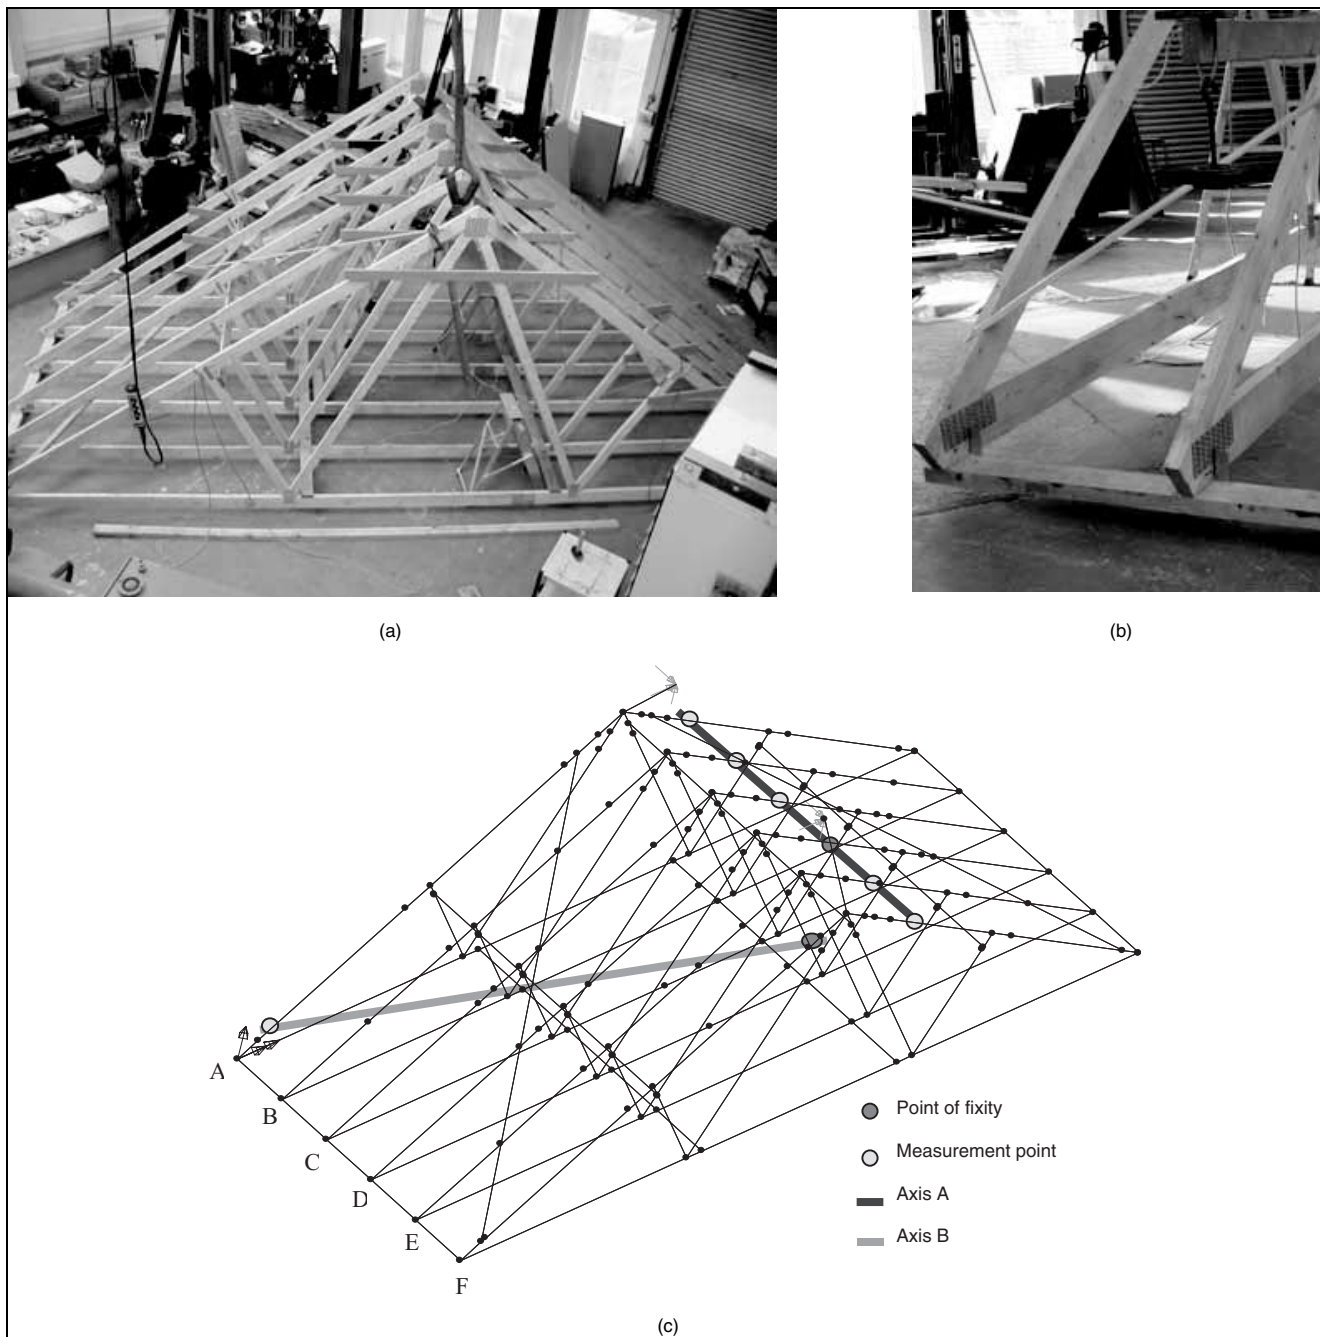 (a)
(b)
A
B
C
D
E
F
Point of fixity
Measurement point
Axis A
Axis B
(c)